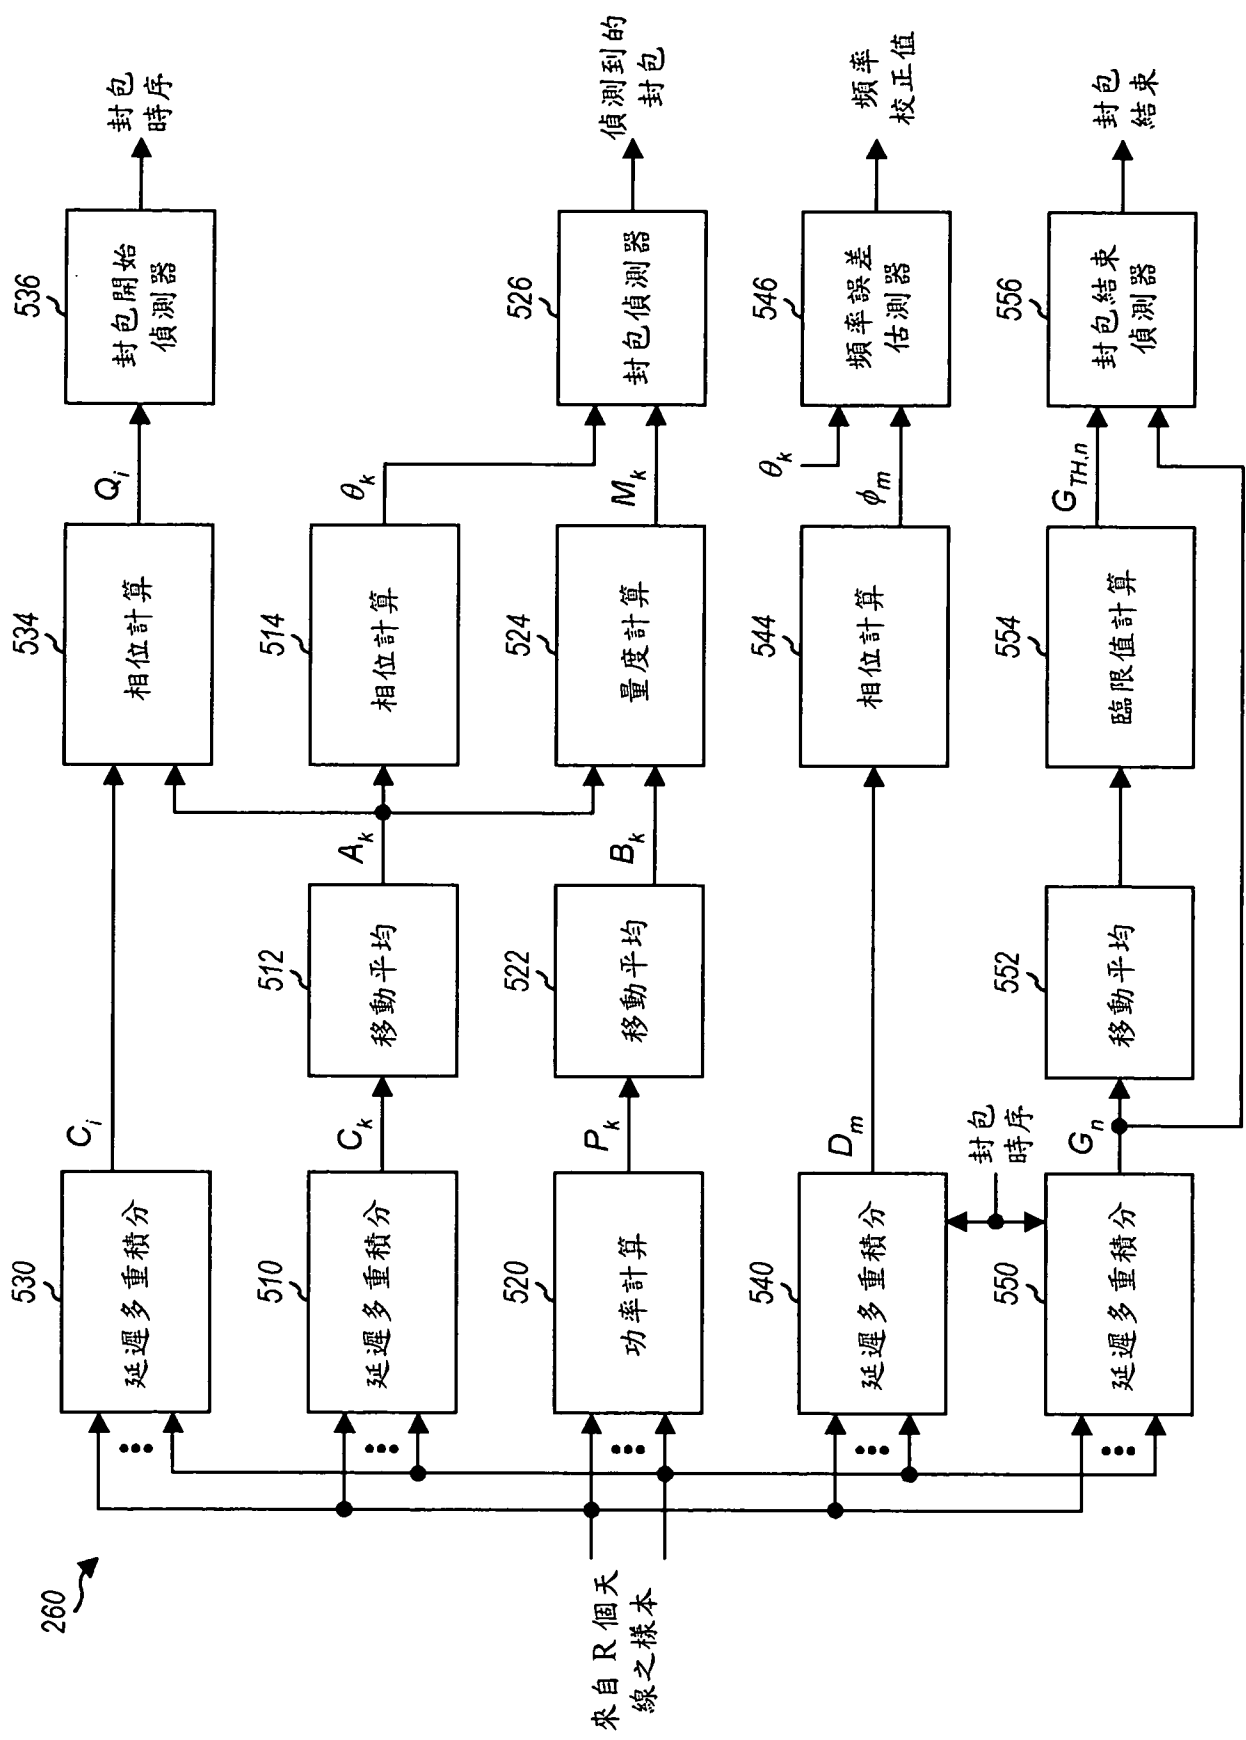 260
來自 R 個天
線之樣本
530
延遲多重積分
C_i
534
相位計算
Q_i
536
封包開始
偵測器
封包
時序
510
延遲多重積分
C_k
512
移動平均
A_k
514
相位計算
θ_k
520
功率計算
P_k
522
移動平均
B_k
524
量度計算
M_k
526
封包偵測器
偵測到的
封包
540
延遲多重積分
D_m
544
相位計算
θ_k
ϕ_m
546
頻率誤差
估測器
頻率
校正值
封包
時序
550
延遲多重積分
G_n
552
移動平均
554
臨限值計算
G_TH,n
556
封包結束
偵測器
封包
結束